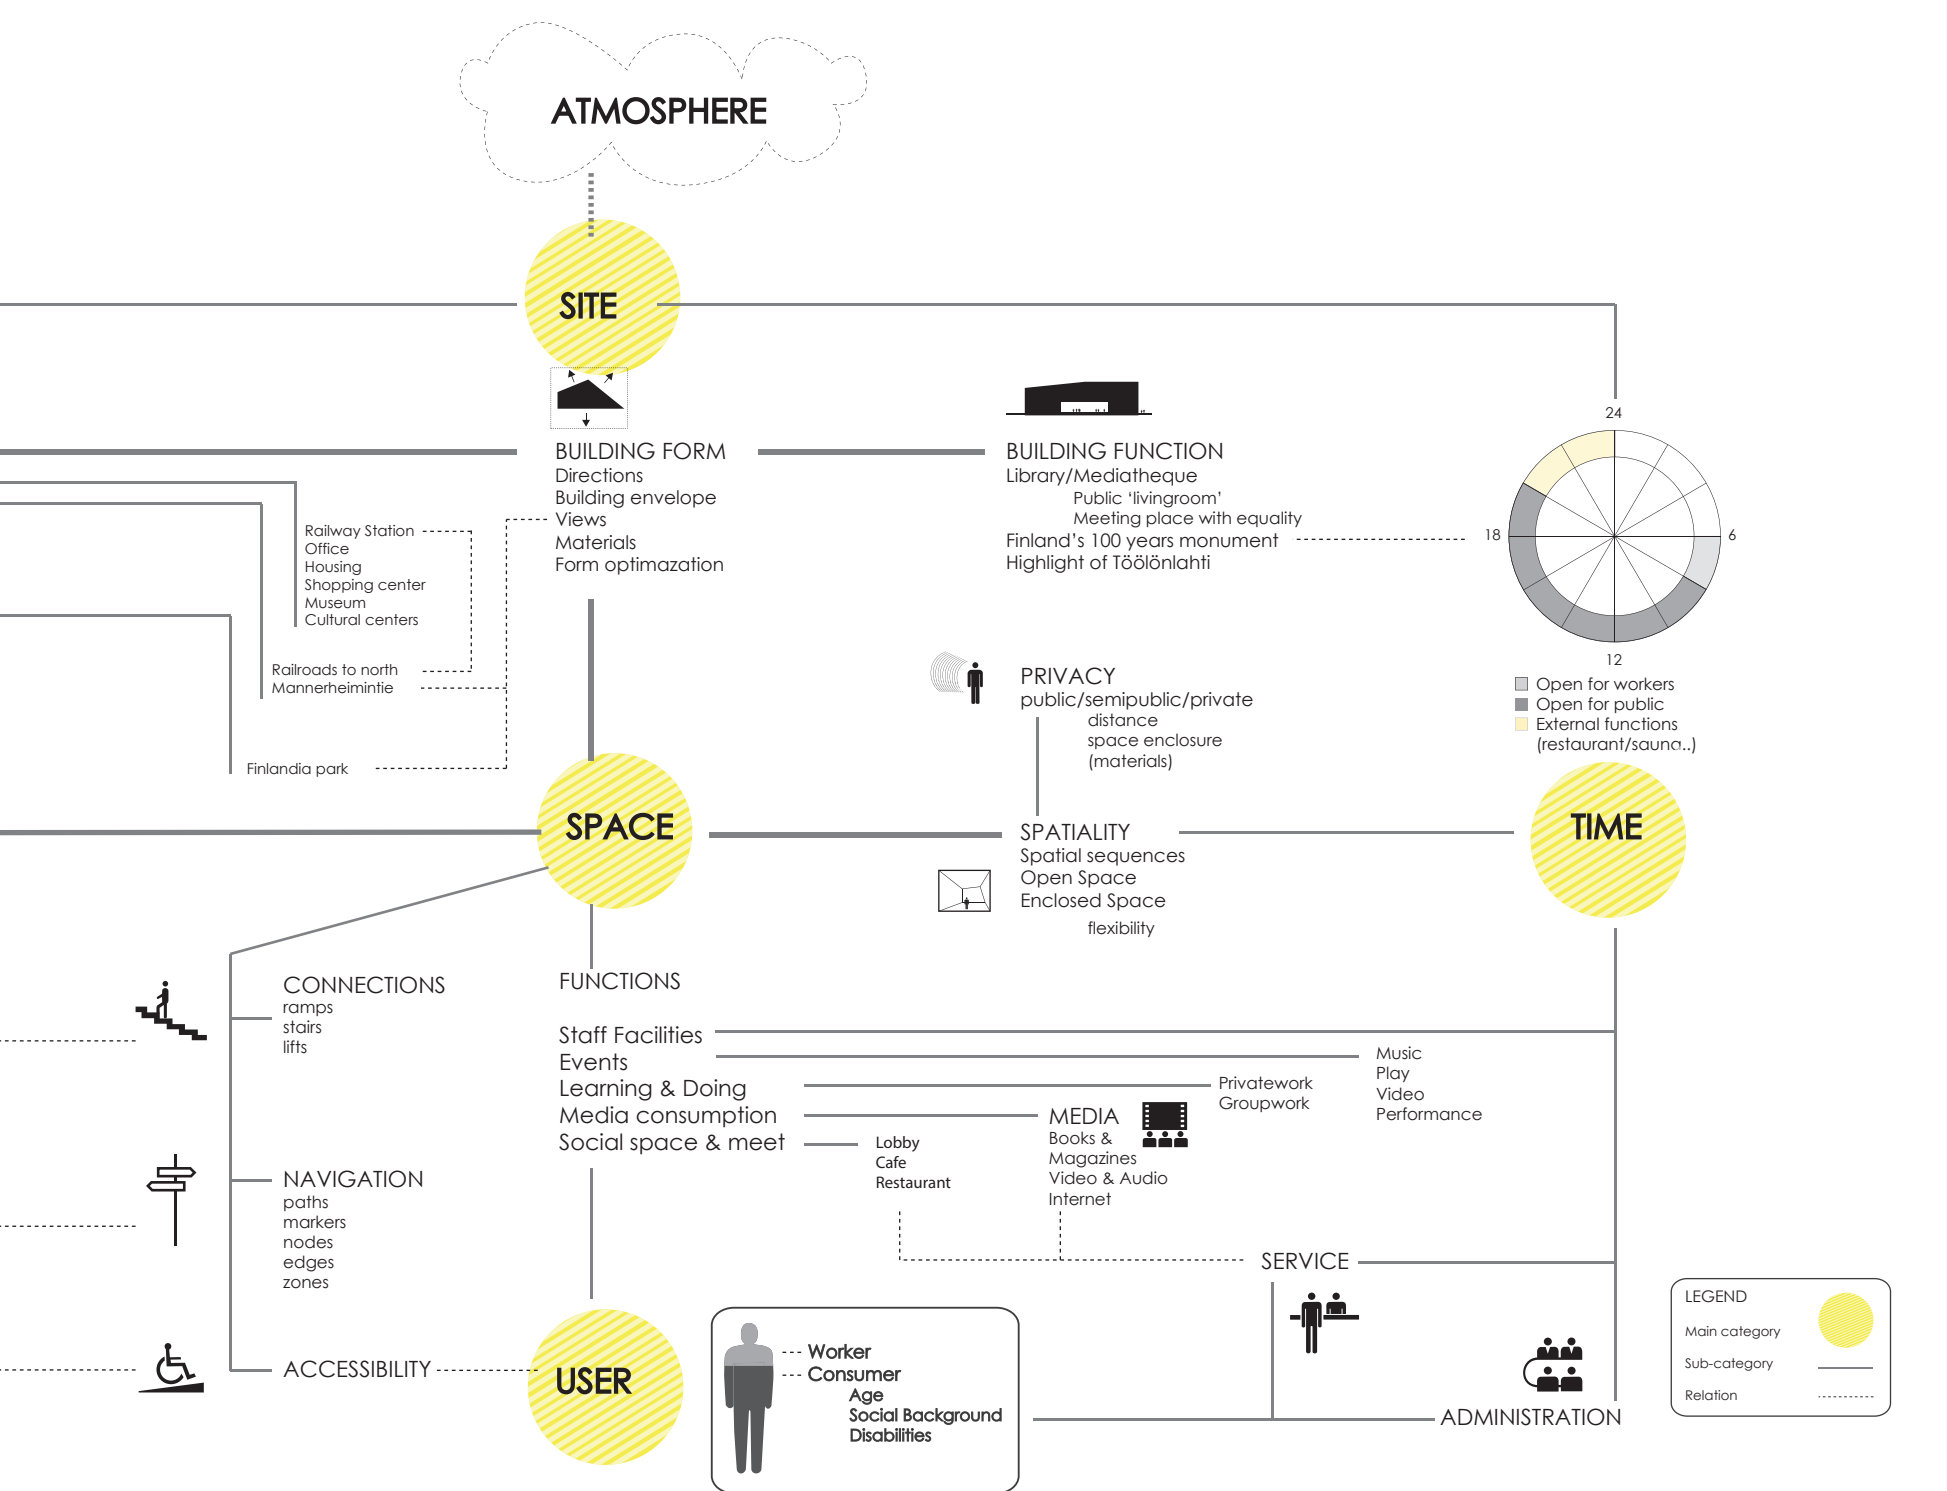 ATMOSPHERE
SITE
BUILDING FORM
Directions
Building envelope
Views
Materials
Form optimazation
BUILDING FUNCTION
Library/Mediatheque
Public ‘livingroom’
Meeting place with equality
Finland’s 100 years monument
Highlight of Töölönlahti
24
18
6
12
Open for workers
Open for public
External functions
(restaurant/sauna..)
Railway Station
Office
Housing
Shopping center
Museum
Cultural centers
Railroads to north
Mannerheimintie
Finlandia park
PRIVACY
public/semipublic/private
distance
space enclosure
(materials)
SPACE
SPATIALITY
Spatial sequences
Open Space
Enclosed Space
flexibility
TIME
CONNECTIONS
ramps
stairs
lifts
NAVIGATION
paths
markers
nodes
edges
zones
ACCESSIBILITY
FUNCTIONS
Staff Facilities
Events
Learning & Doing
Media consumption
Social space & meet
Music
Play
Video
Performance
Privatework
Groupwork
MEDIA
Books &
Magazines
Video & Audio
Internet
Lobby
Cafe
Restaurant
SERVICE
USER
Worker
Consumer
Age
Social Background
Disabilities
ADMINISTRATION
LEGEND
Main category
Sub-category
Relation